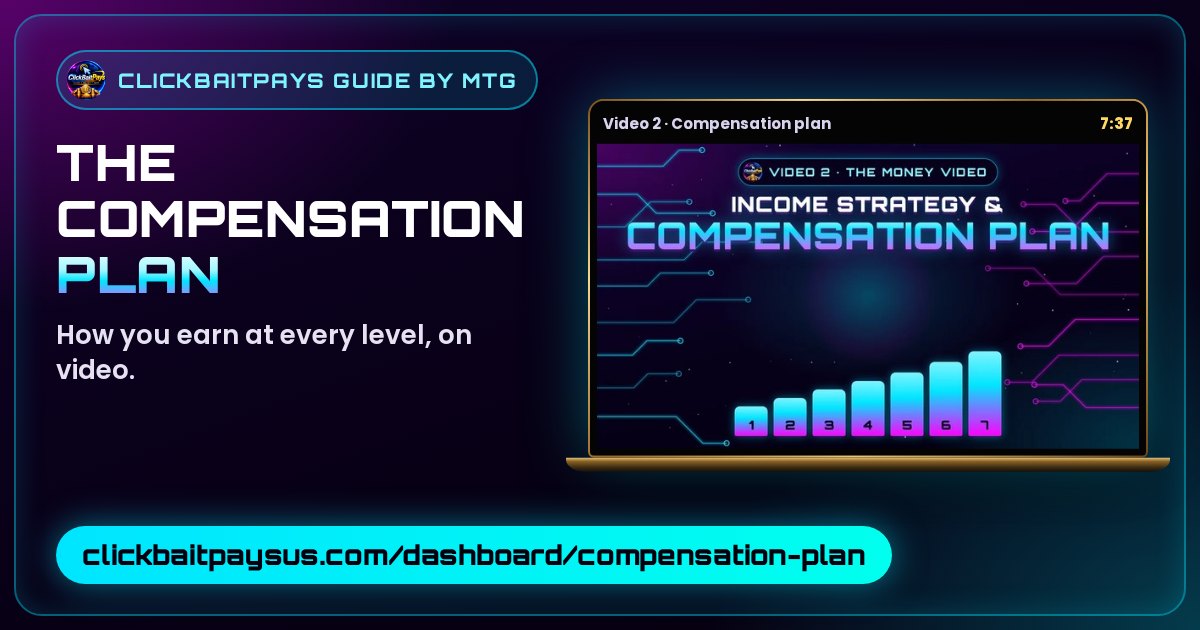 ClickBaitPays
CLICKBAITPAYS GUIDE BY MTG
THE
COMPENSATION
PLAN
How you earn at every level, on
video.
Video 2 · Compensation plan
7:37
VIDEO 2 · THE MONEY VIDEO
INCOME STRATEGY &
COMPENSATION PLAN
1 2 3 4 5 6 7
clickbaitpaysus.com/dashboard/compensation-plan